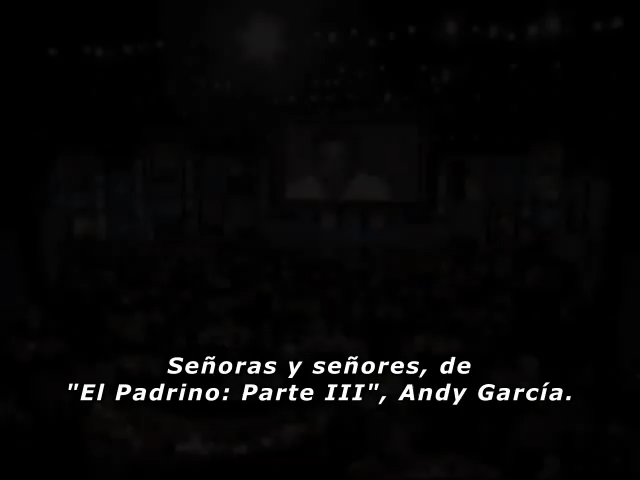 Señoras y señores, de
"El Padrino: Parte III", Andy García.